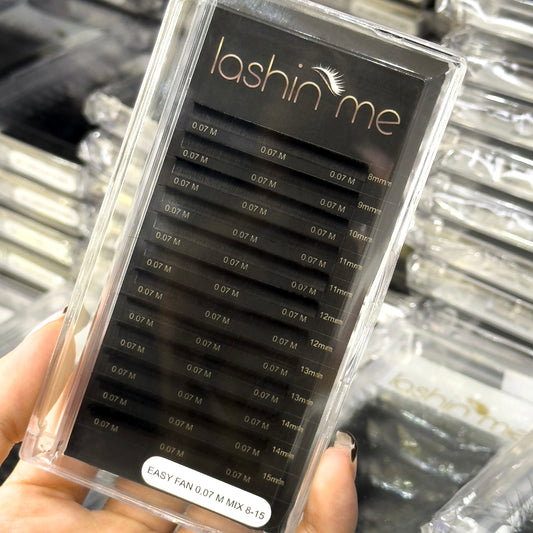 lashin me
0.07 M 0.07 M 0.07 M 8mm
0.07 M 0.07 M 0.07 M 9mm
0.07 M 0.07 M 0.07 M 10mm
0.07 M 0.07 M 0.07 M 11mm
0.07 M 0.07 M 0.07 M 11mm
0.07 M 0.07 M 0.07 M 12mm
0.07 M 0.07 M 0.07 M 12mm
0.07 M 0.07 M 0.07 M 13mm
0.07 M 0.07 M 0.07 M 13mm
0.07 M 0.07 M 0.07 M 14mm
0.07 M 0.07 M 0.07 M 14mm
0.07 M 0.07 M 0.07 M 15mm
EASY FAN 0.07 M MIX 8-15
lashin me